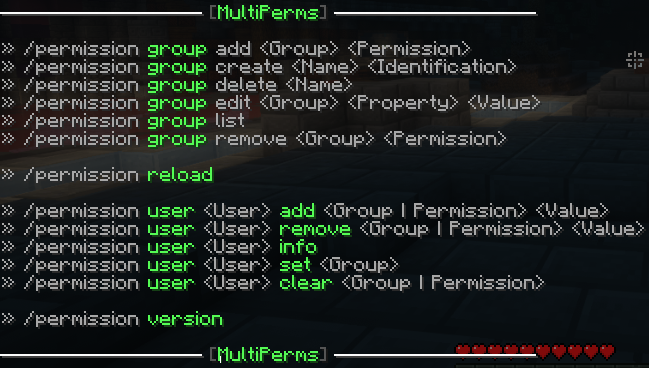 [MultiPerms]
» /permission group add <Group> <Permission>
» /permission group create <Name> <Identification>
» /permission group delete <Name>
» /permission group edit <Group> <Property> <Value>
» /permission group list
» /permission group remove <Group> <Permission>
» /permission reload
» /permission user <User> add <Group | Permission> <Value>
» /permission user <User> remove <Group | Permission> <Value>
» /permission user <User> info
» /permission user <User> set <Group>
» /permission user <User> clear <Group | Permission>
» /permission version
[MultiPerms]